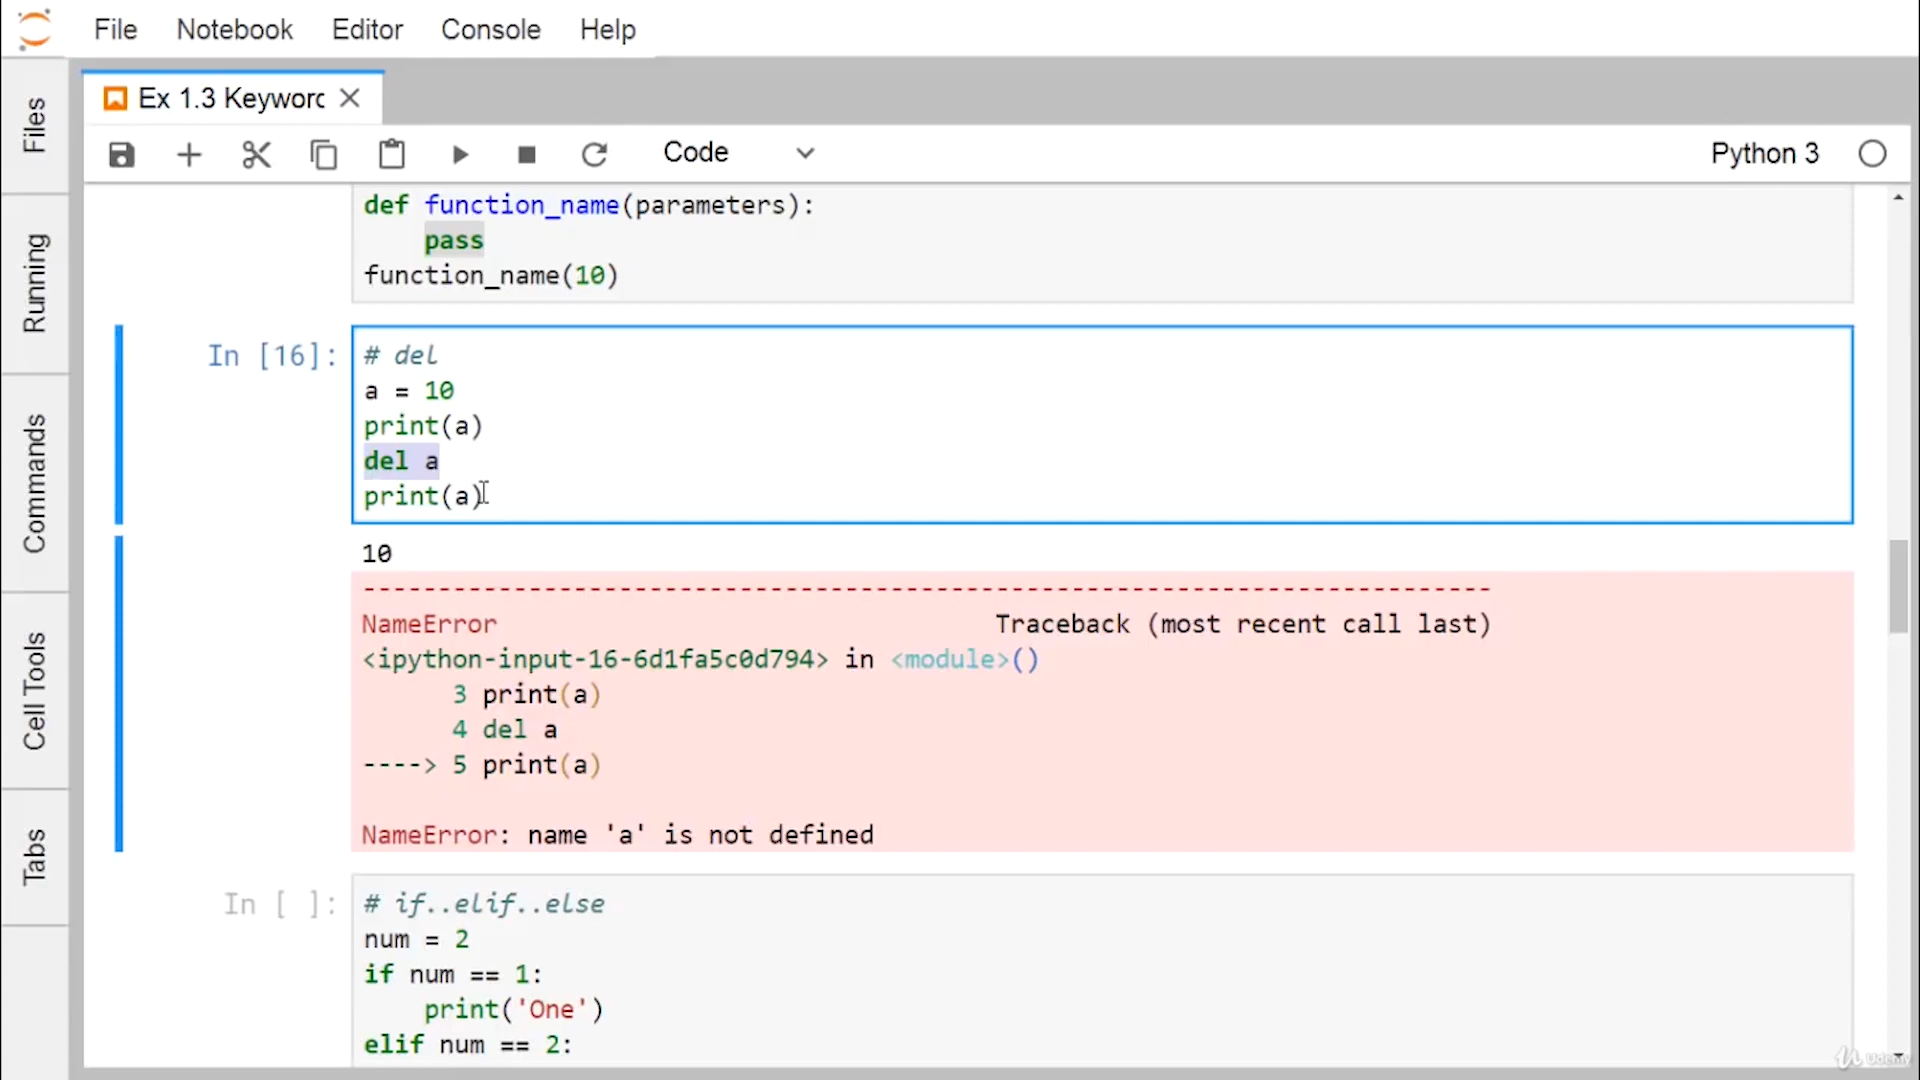 File Notebook Editor Console Help
Ex 1.3 Keyworc
Code
Python 3
Files
Running
Commands
Cell Tools
Tabs
def function_name(parameters):
    pass
function_name(10)
In [16]:
# del
a = 10
print(a)
del a
print(a)
10
---------------------------------------------------------------------------
NameError                                 Traceback (most recent call last)
<ipython-input-16-6d1fa5c0d794> in <module>()
      3 print(a)
      4 del a
----> 5 print(a)
NameError: name 'a' is not defined
In [ ]:
# if..elif..else
num = 2
if num == 1:
    print('One')
elif num == 2:
Udemy